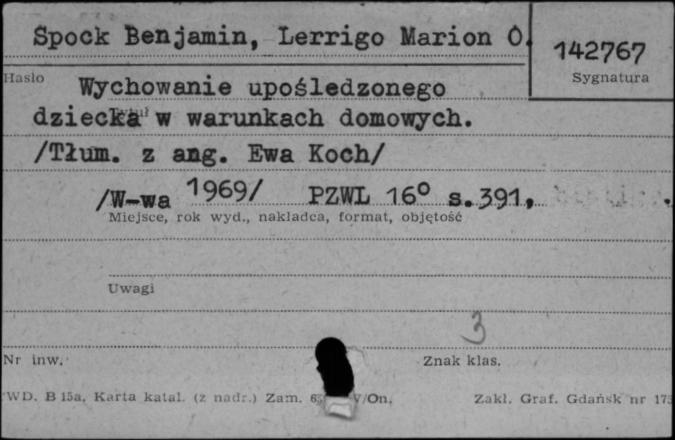 Spock Benjamin, Lerrigo Marion O.
142767
Hasło
Sygnatura
Wychowanie upośledzonego
dziecka w warunkach domowych.
/Tłum. z ang. Ewa Koch/
/W-wa 1969/ PZWL 16° s.391,
Miejsce, rok wyd., nakładca, format, objętość
Uwagi
3
Nr inw.
Znak klas.
WD. B 15a, Karta katal. (z nadr.) Zam. V/On.
Zakł. Graf. Gdańsk nr